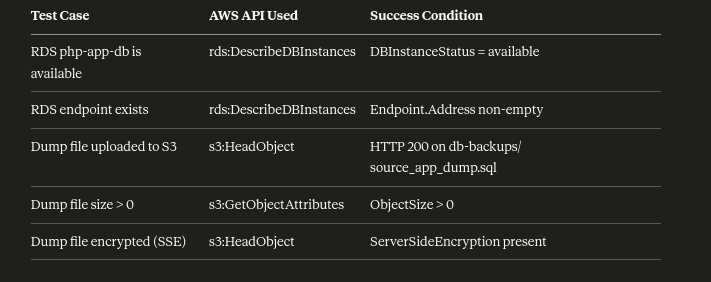 Test Case AWS API Used Success Condition
RDS php-app-db is rds:DescribeDBInstances DBInstanceStatus = available
available
RDS endpoint exists rds:DescribeDBInstances Endpoint.Address non-empty
Dump file uploaded to S3 s3:HeadObject HTTP 200 on db-backups/
source_app_dump.sql
Dump file size > 0 s3:GetObjectAttributes ObjectSize > 0
Dump file encrypted (SSE) s3:HeadObject ServerSideEncryption present